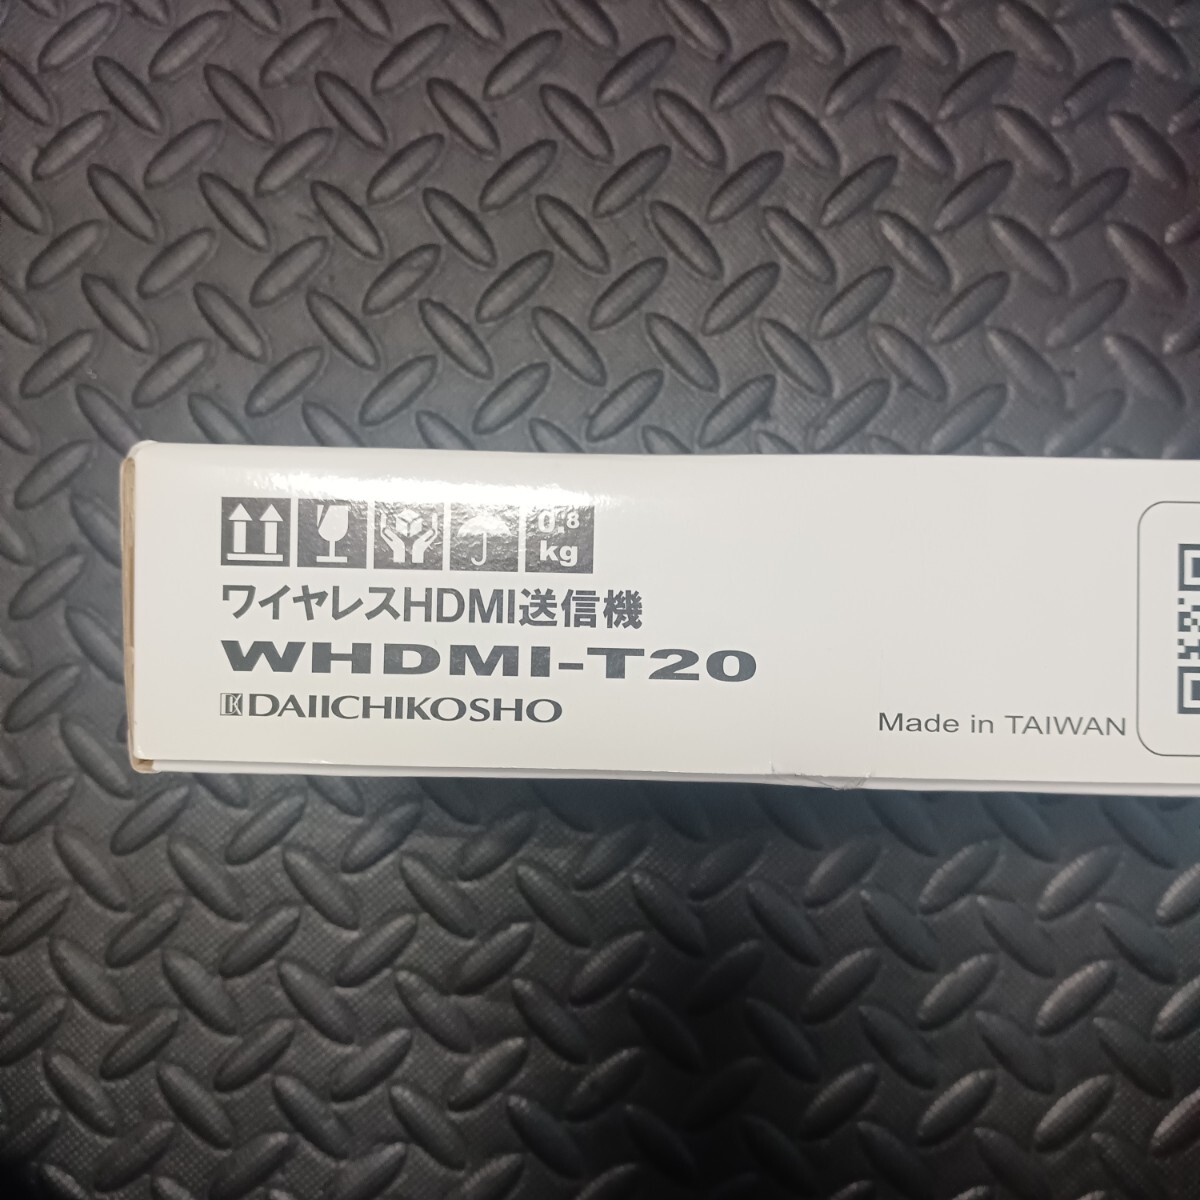 0.8
kg
ワイヤレスHDMI送信機
WHDMI-T20
DK DAIICHIKOSHO
Made in TAIWAN